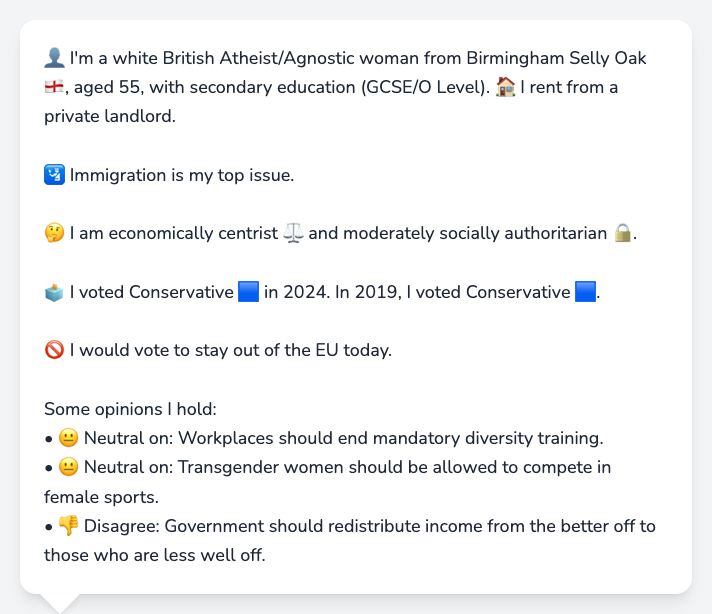 👤 I'm a white British Atheist/Agnostic woman from Birmingham Selly Oak
🏴󠁧󠁢󠁥󠁮󠁧󠁿, aged 55, with secondary education (GCSE/O Level). 🏠 I rent from a
private landlord.
🛂 Immigration is my top issue.
🤔 I am economically centrist ⚖️ and moderately socially authoritarian 🔒.
🗳️ I voted Conservative 🟦 in 2024. In 2019, I voted Conservative 🟦.
🚫 I would vote to stay out of the EU today.
Some opinions I hold:
• 😐 Neutral on: Workplaces should end mandatory diversity training.
• 😐 Neutral on: Transgender women should be allowed to compete in
female sports.
• 👎 Disagree: Government should redistribute income from the better off to
those who are less well off.